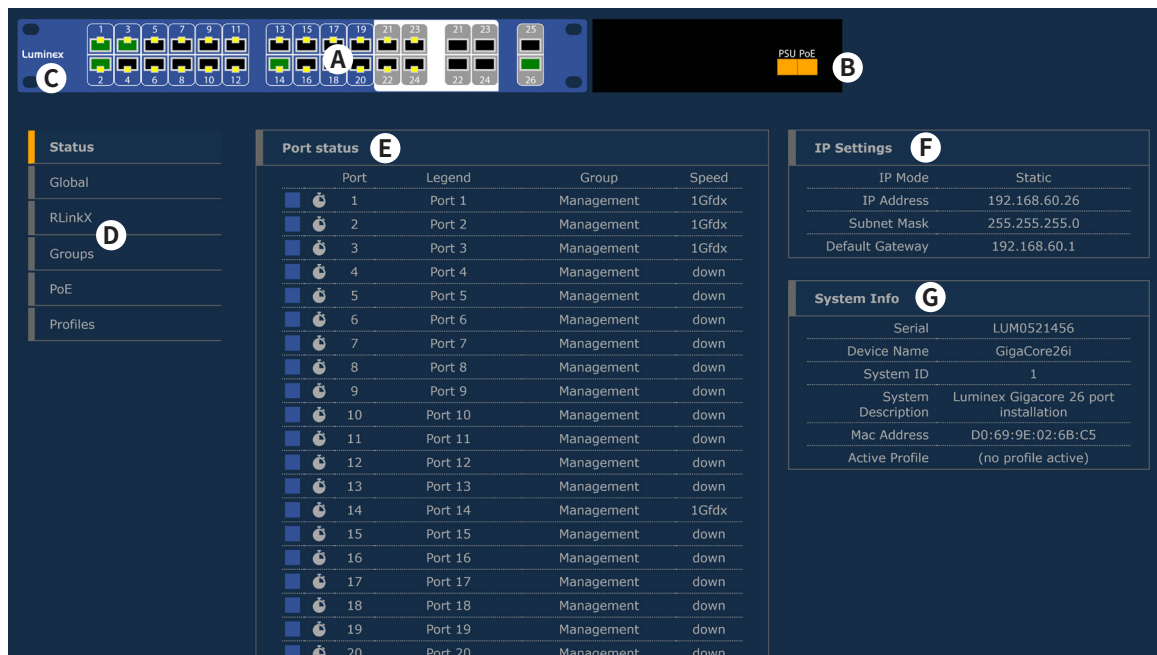 1 3 5 7 9 11 13 15 17 19 21 23 21 23 25
Luminex
2 4 6 8 10 12 14 16 18 20 22 24 22 24 26
A
C
PSU PoE
B
Status
Global
RLinkX
D
Groups
PoE
Profiles
Port status E
Port Legend Group Speed
1 Port 1 Management 1Gfdx
2 Port 2 Management 1Gfdx
3 Port 3 Management 1Gfdx
4 Port 4 Management down
5 Port 5 Management down
6 Port 6 Management down
7 Port 7 Management down
8 Port 8 Management down
9 Port 9 Management down
10 Port 10 Management down
11 Port 11 Management down
12 Port 12 Management down
13 Port 13 Management down
14 Port 14 Management 1Gfdx
15 Port 15 Management down
16 Port 16 Management down
17 Port 17 Management down
18 Port 18 Management down
19 Port 19 Management down
20 Port 20 Management down
IP Settings F
IP Mode Static
IP Address 192.168.60.26
Subnet Mask 255.255.255.0
Default Gateway 192.168.60.1
System Info G
Serial LUM0521456
Device Name GigaCore26i
System ID 1
System Luminex Gigacore 26 port
Description installation
Mac Address D0:69:9E:02:6B:C5
Active Profile (no profile active)